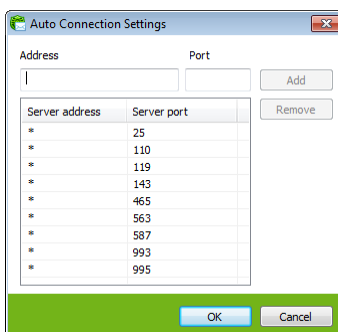 Auto Connection Settings
Address Port
Add
Server address Server port Remove
* 25
* 110
* 119
* 143
* 465
* 563
* 587
* 993
* 995
OK Cancel